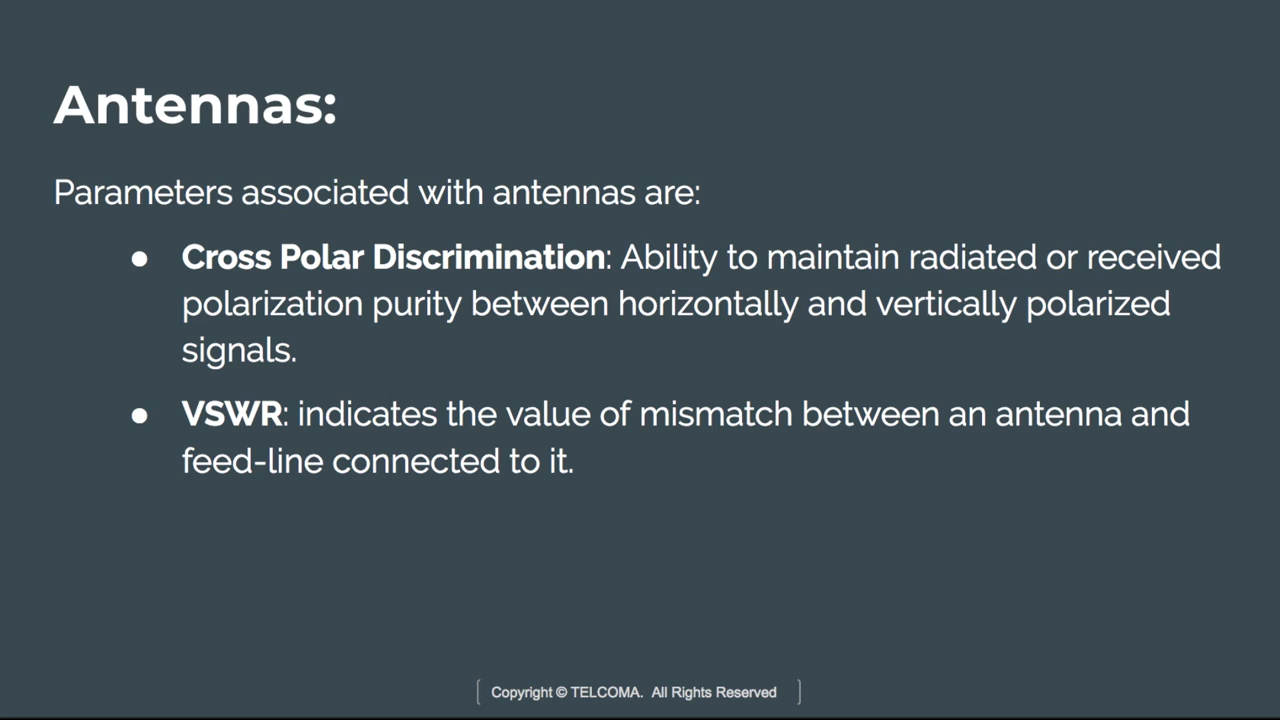 Antennas:
Parameters associated with antennas are:
● Cross Polar Discrimination: Ability to maintain radiated or received
polarization purity between horizontally and vertically polarized
signals.
● VSWR: indicates the value of mismatch between an antenna and
feed-line connected to it.
[ Copyright © TELCOMA. All Rights Reserved ]